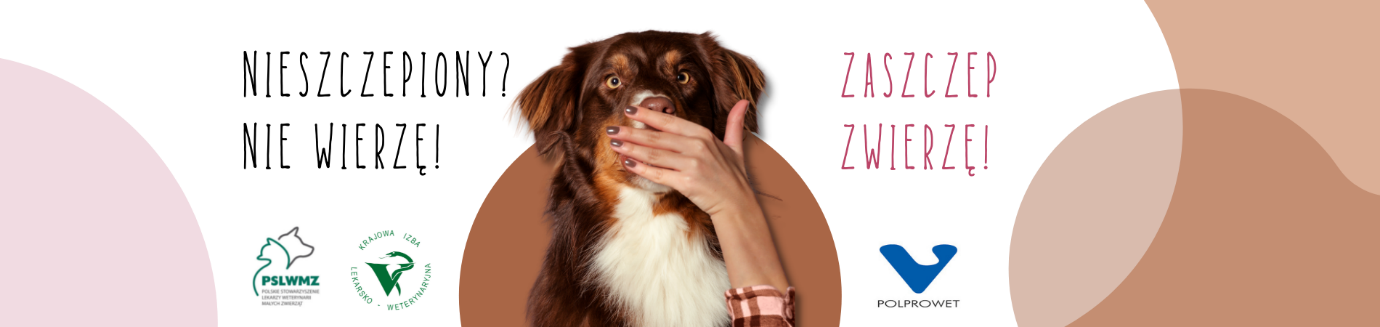 NIESZCZEPIONY?
NIE WIERZĘ!
ZASZCZEP
ZWIERZĘ!
PSLWMZ
POLSKIE STOWARZYSZENIE
LEKARZY WETERYNARII
MAŁYCH ZWIERZĄT
KRAJOWA IZBA
LEKARSKO - WETERYNARYJNA
POLPROWET